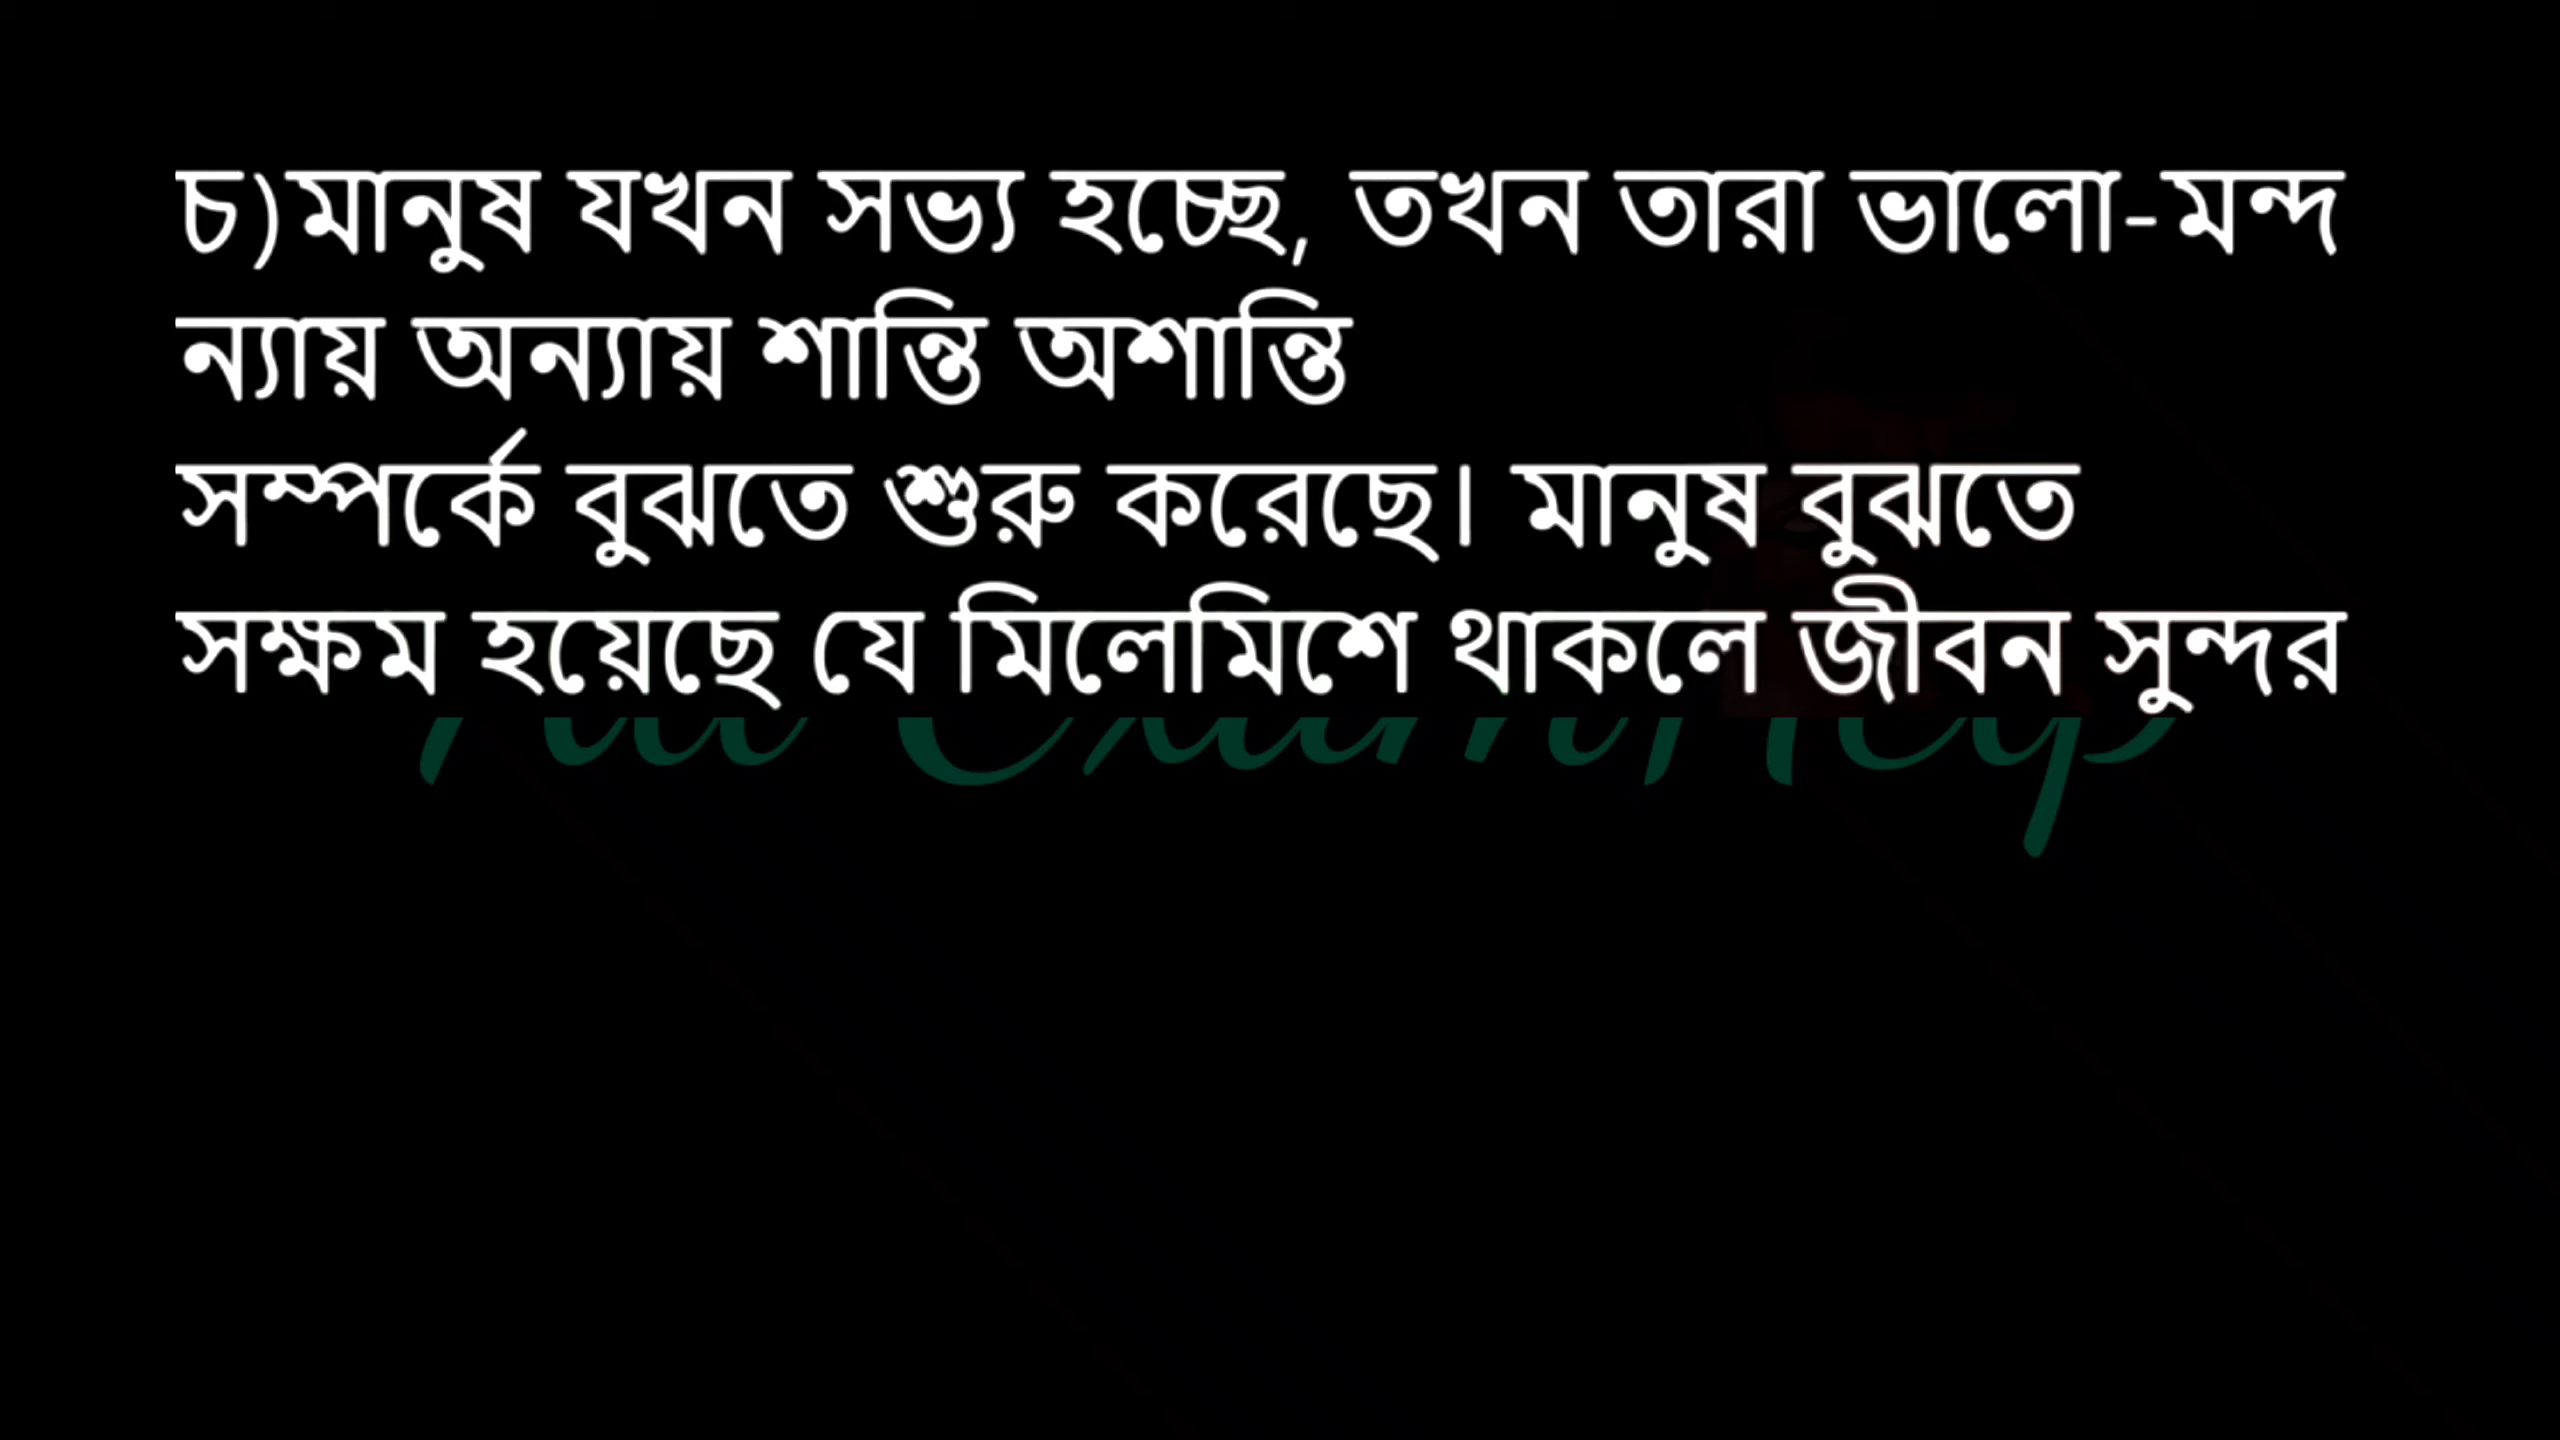 চ)মানুষ যখন সভ্য হচ্ছে, তখন তারা ভালো-মন্দ
ন্যায় অন্যায় শান্তি অশান্তি
সম্পর্কে বুঝতে শুরু করেছে। মানুষ বুঝতে
সক্ষম হয়েছে যে মিলেমিশে থাকলে জীবন সুন্দর